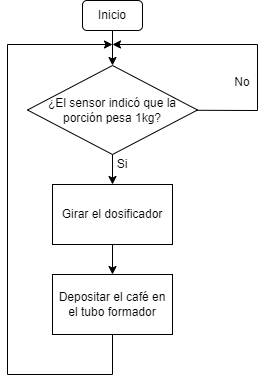 Inicio
¿El sensor indicó que la
porción pesa 1kg?
No
Si
Girar el dosificador
Depositar el café en
el tubo formador